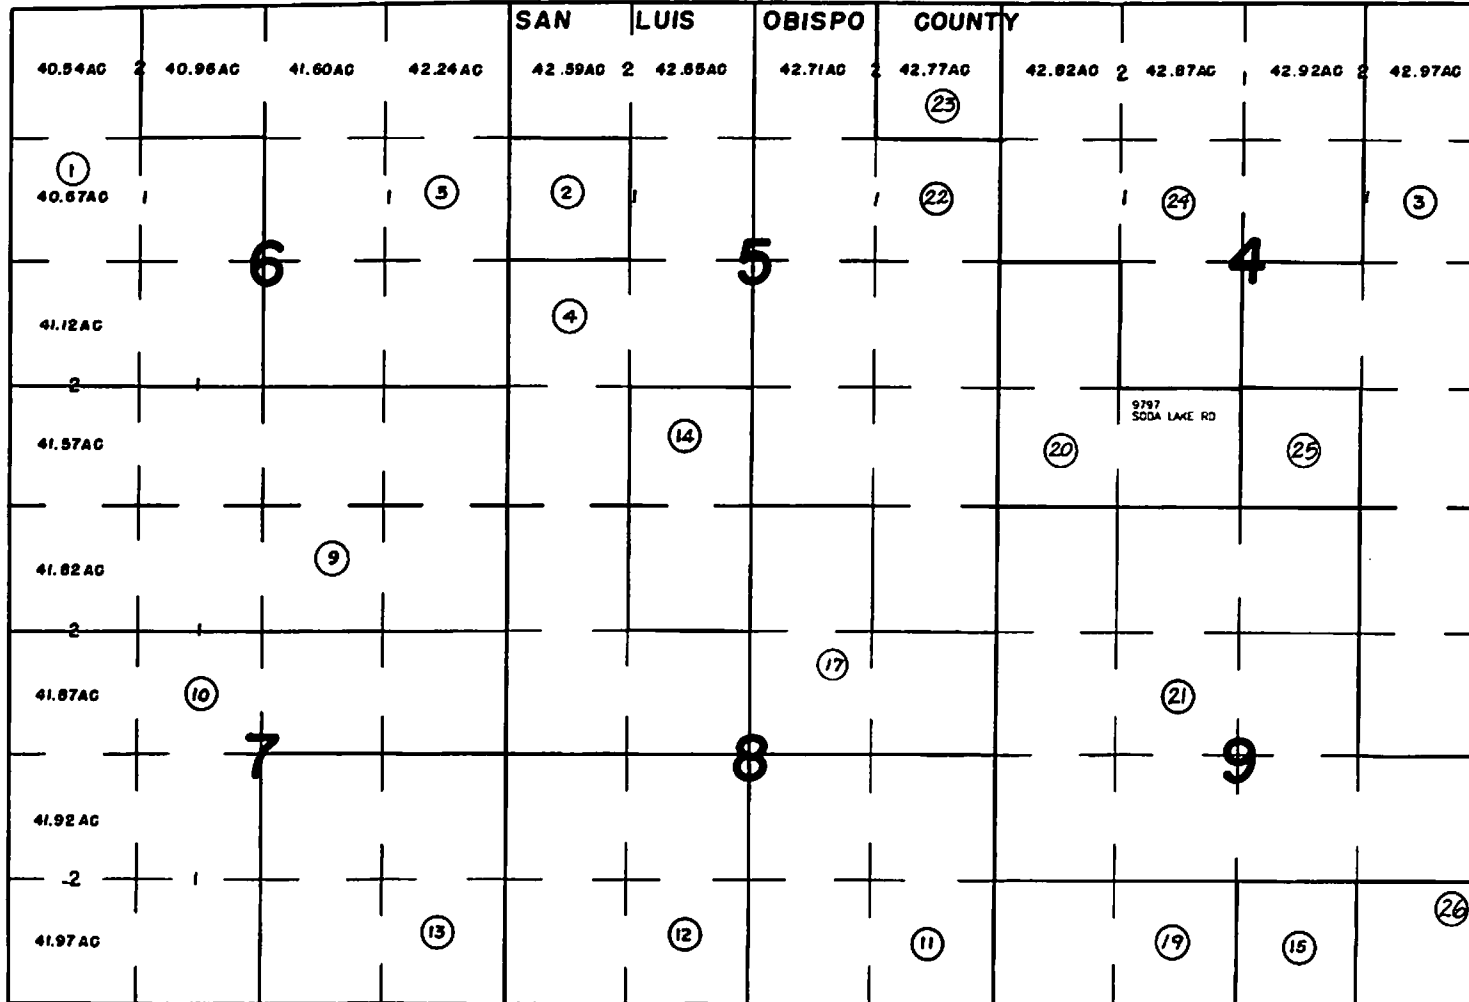 SAN LUIS OBISPO COUNTY
40.54AC 2 40.96AC 41.60AC 42.24AC 42.59AC 2 42.65AC 42.71AC 2 42.77AC 42.82AC 2 42.87AC 1 42.92AC 2 42.97AC
23
1
40.67AC 1 1 3 2 1 1 22 1 24 1 3
6 5 4
41.12AC 4
2 1
9797
SODA LAKE RD
41.57AC 14 20 25
41.82AC 9
2 1
17
41.87AC 10 21
7 8 9
41.92AC
2 1
26
41.97AC 13 12 11 19 15